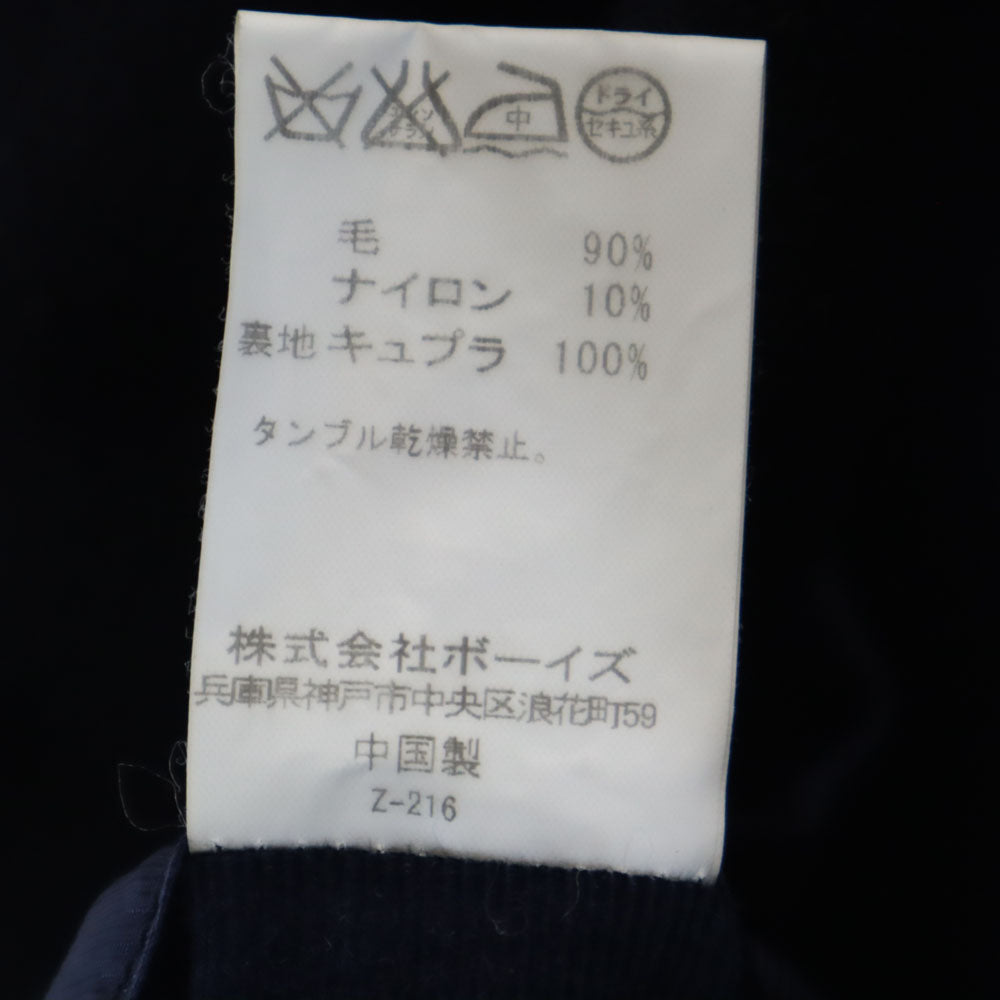 中 ドライ
セキユ系
毛 90%
ナイロン 10%
裏地 キュプラ 100%
タンブル乾燥禁止。
株式会社ボーイズ
兵庫県神戸市中央区浪花町59
中国製
Z-216